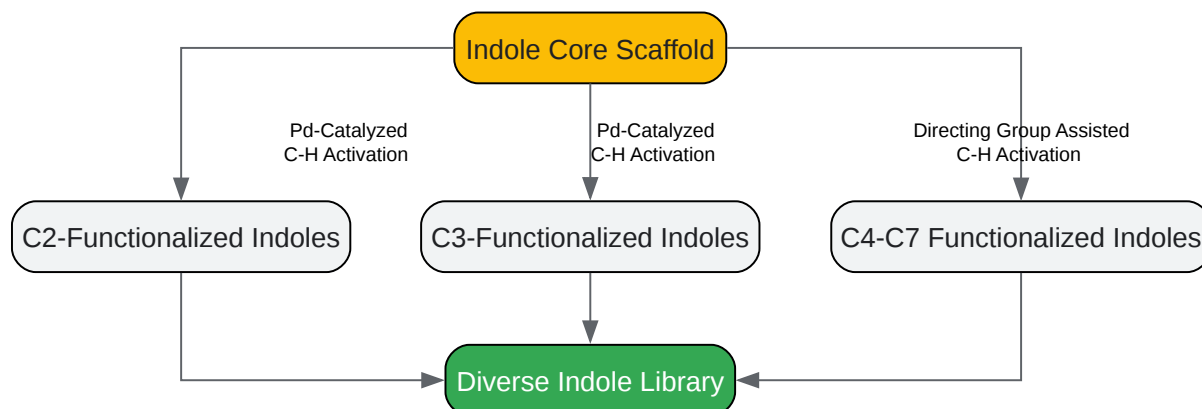 Indole Core Scaffold
Pd-Catalyzed
C-H Activation
Pd-Catalyzed
C-H Activation
Directing Group Assisted
C-H Activation
C2-Functionalized Indoles
C3-Functionalized Indoles
C4-C7 Functionalized Indoles
Diverse Indole Library